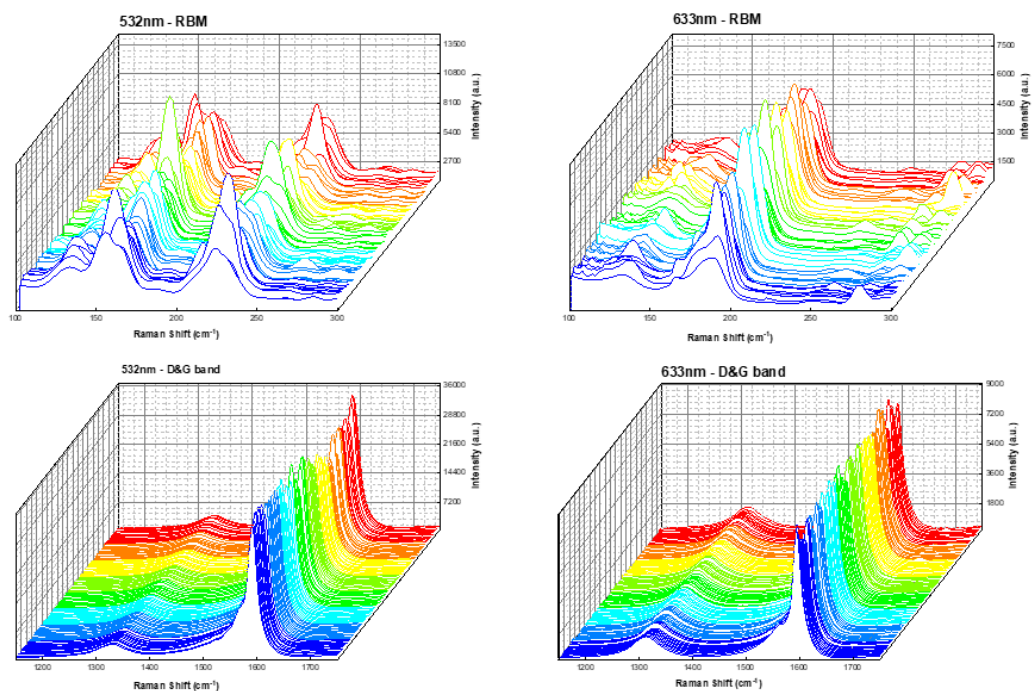 532nm - RBM
13500
10800
8100
5400
2700
Intensity (a.u.)
100 150 200 250 300
Raman Shift (cm⁻¹)
633nm - RBM
7500
6000
4500
3000
1500
Intensity (a.u.)
100 150 200 250 300
Raman Shift (cm⁻¹)
532nm - D&G band
36000
28800
21600
14400
7200
Intensity (a.u.)
1200 1300 1400 1500 1600 1700
Raman Shift (cm⁻¹)
633nm - D&G band
9000
7200
5400
3600
1800
Intensity (a.u.)
1200 1300 1400 1500 1600 1700
Raman Shift (cm⁻¹)